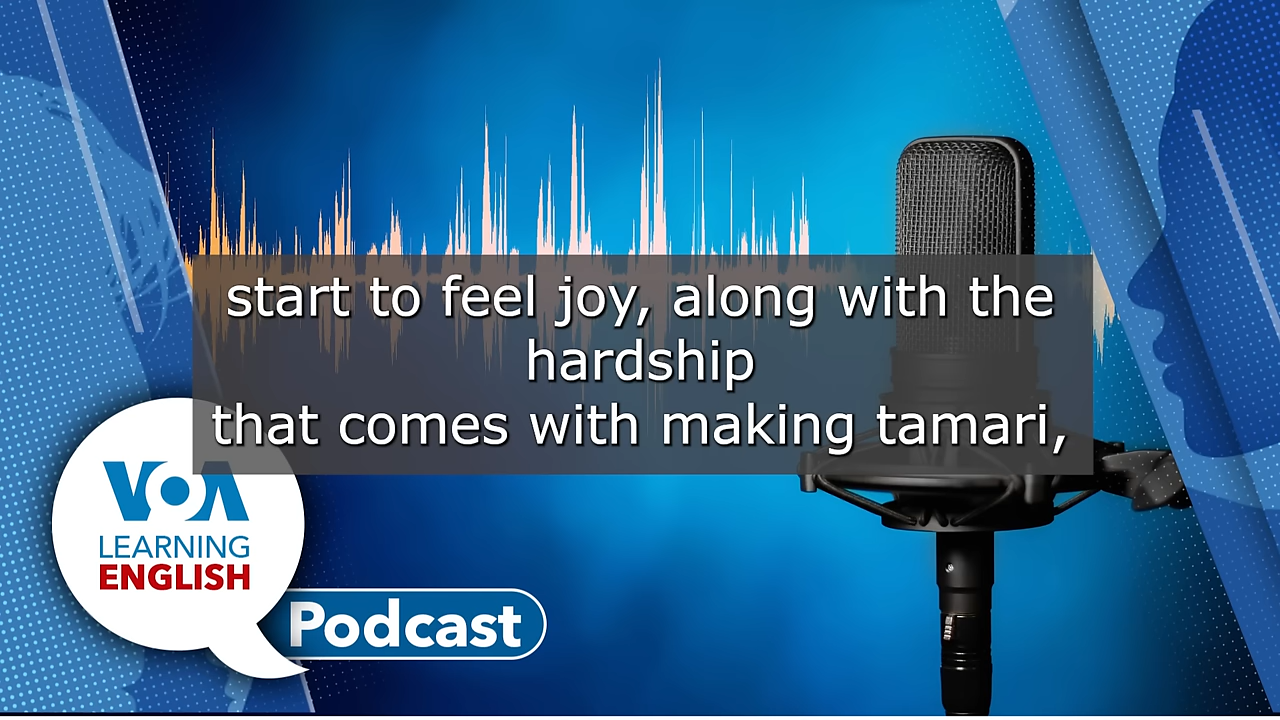 start to feel joy, along with the
hardship
that comes with making tamari,
VOA
LEARNING
ENGLISH
Podcast